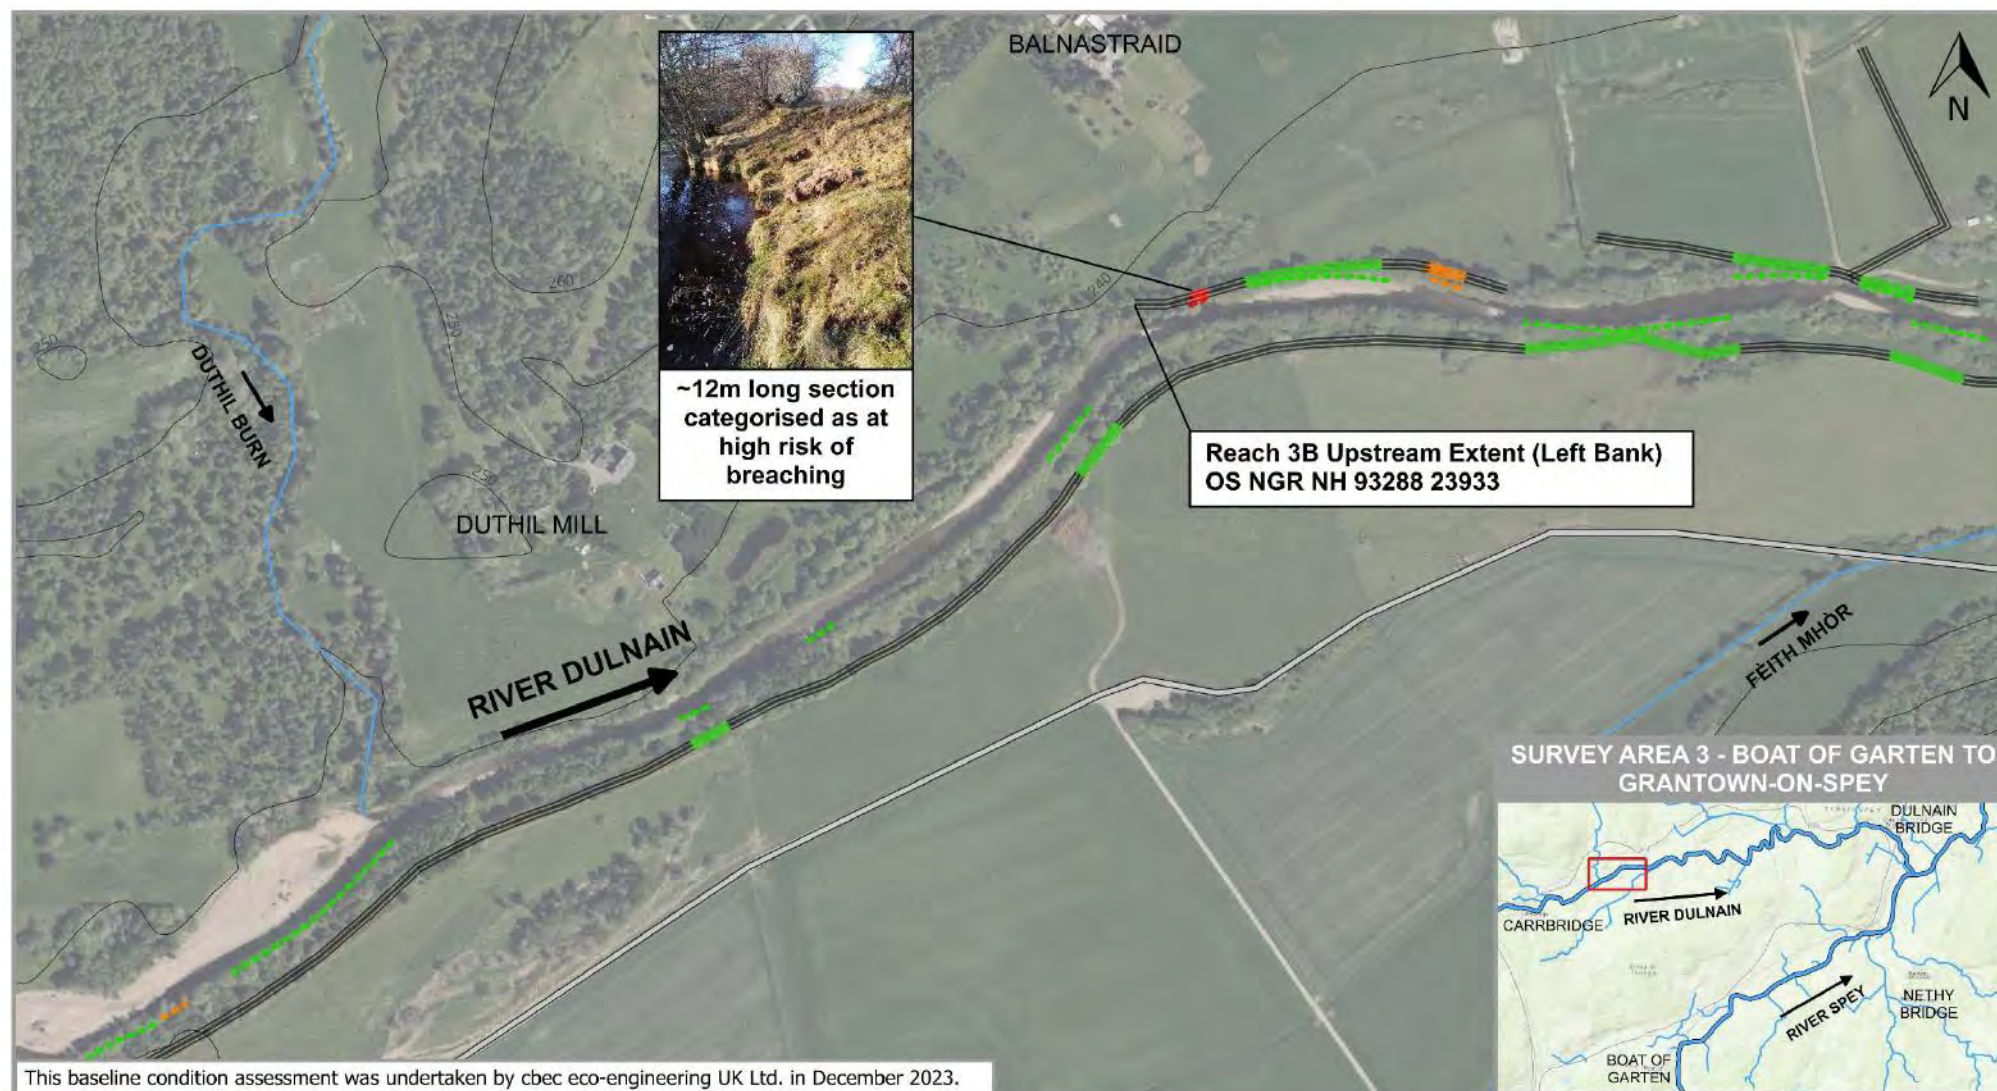 BALNASTRAID
N
260
240
250
280
DUTHIL BURN
~12m long section
categorised as at
high risk of
breaching
Reach 3B Upstream Extent (Left Bank)
OS NGR NH 93288 23933
250
DUTHIL MILL
RIVER DULNAIN
FÈITH MHÒR
SURVEY AREA 3 - BOAT OF GARTEN TO
GRANTOWN-ON-SPEY
DULNAIN
BRIDGE
CARRBRIDGE
RIVER DULNAIN
NETHY
BRIDGE
RIVER SPEY
BOAT OF
GARTEN
This baseline condition assessment was undertaken by cbec eco-engineering UK Ltd. in December 2023.